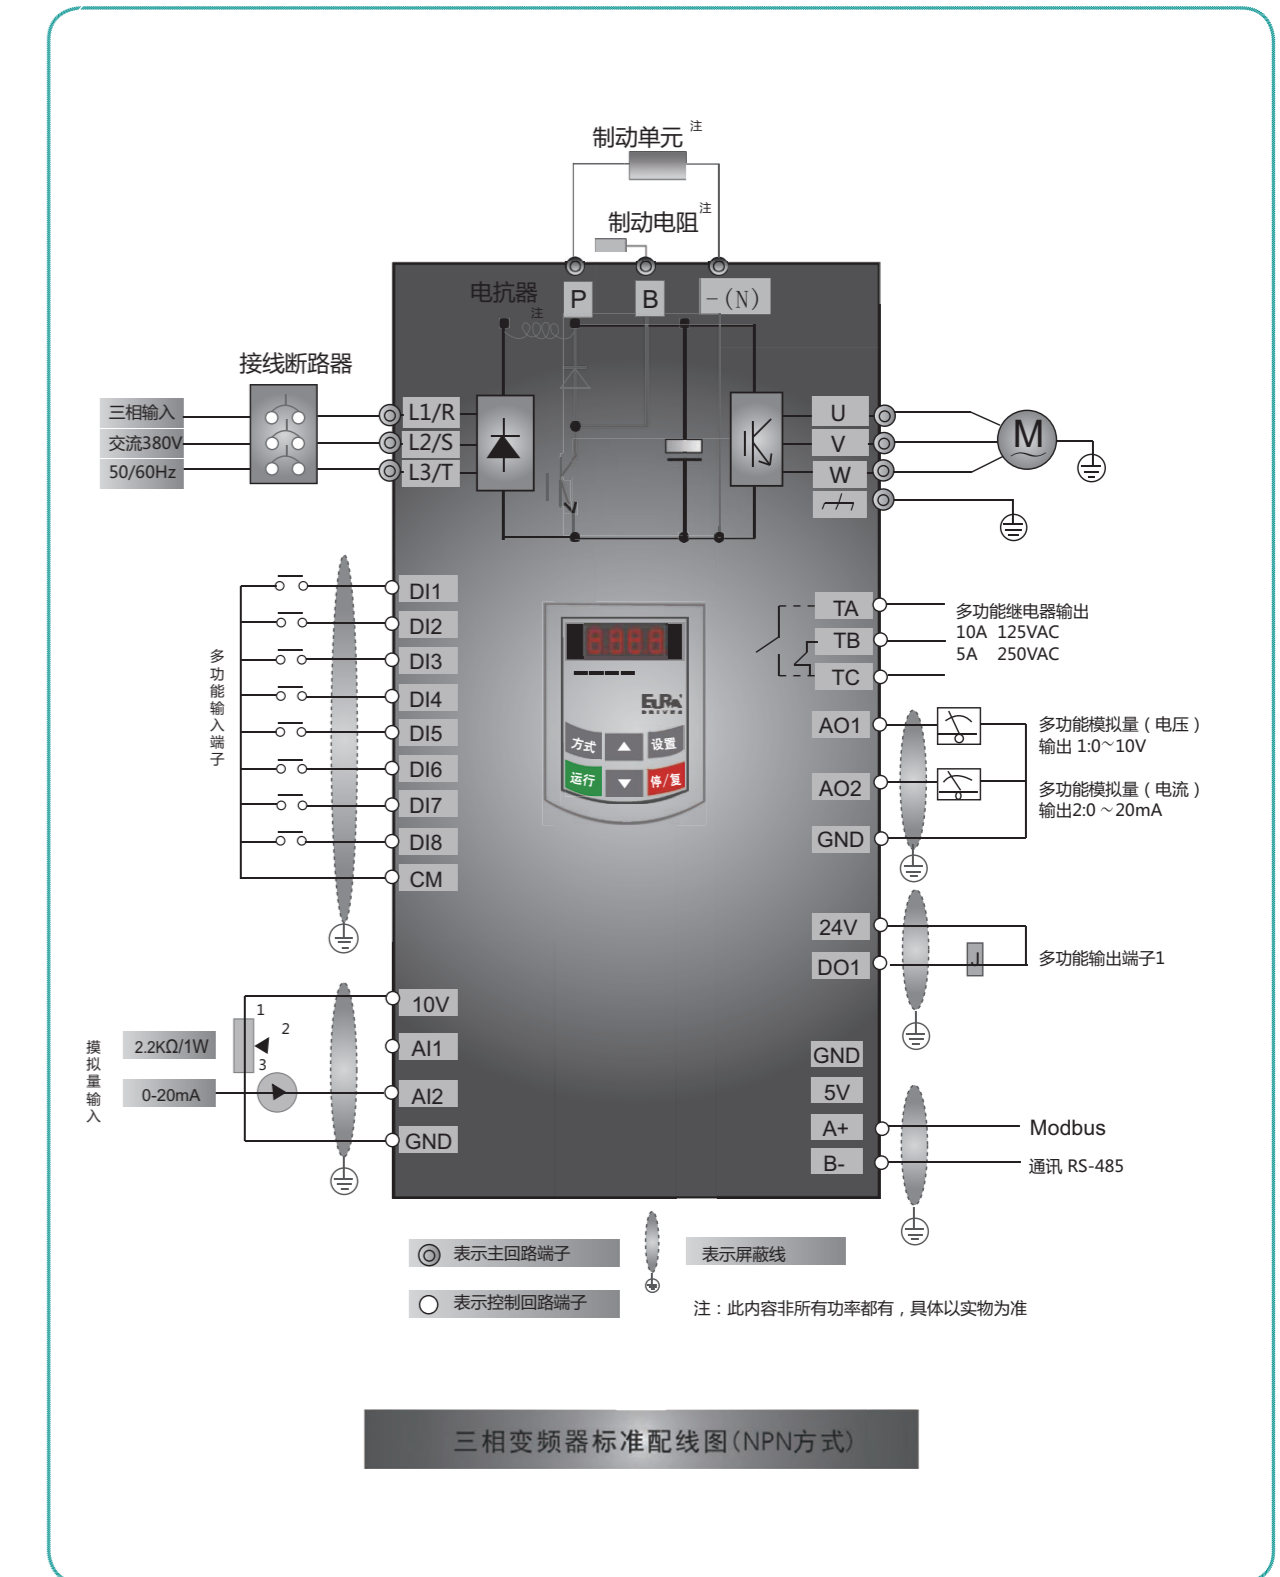 制动单元 注
制动电阻 注
电抗器 注
P
B
-(N)
接线断路器
三相输入
交流380V
50/60Hz
L1/R
L2/S
L3/T
U
V
W
M
多功能输入端子
DI1
DI2
DI3
DI4
DI5
DI6
DI7
DI8
CM
8.8.8.8
EURA
DRIVES
方式
设置
运行
停/复
TA
TB
TC
多功能继电器输出
10A 125VAC
5A 250VAC
AO1
AO2
GND
多功能模拟量（电压）
输出 1:0~10V
多功能模拟量（电流）
输出2:0～20mA
24V
DO1
J
多功能输出端子1
摸拟量输入
2.2KΩ/1W
0-20mA
1
2
3
10V
AI1
AI2
GND
GND
5V
A+
B-
Modbus
通讯 RS-485
表示主回路端子
表示屏蔽线
表示控制回路端子
注：此内容非所有功率都有，具体以实物为准
三相变频器标准配线图(NPN方式)